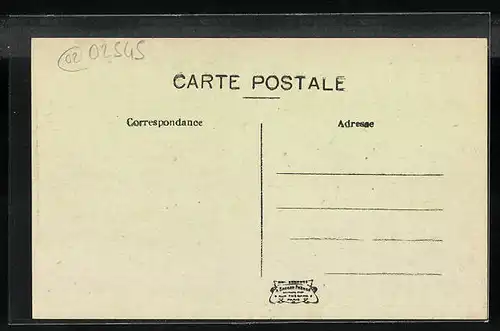 02 02545
CARTE POSTALE
Correspondance
Adresse